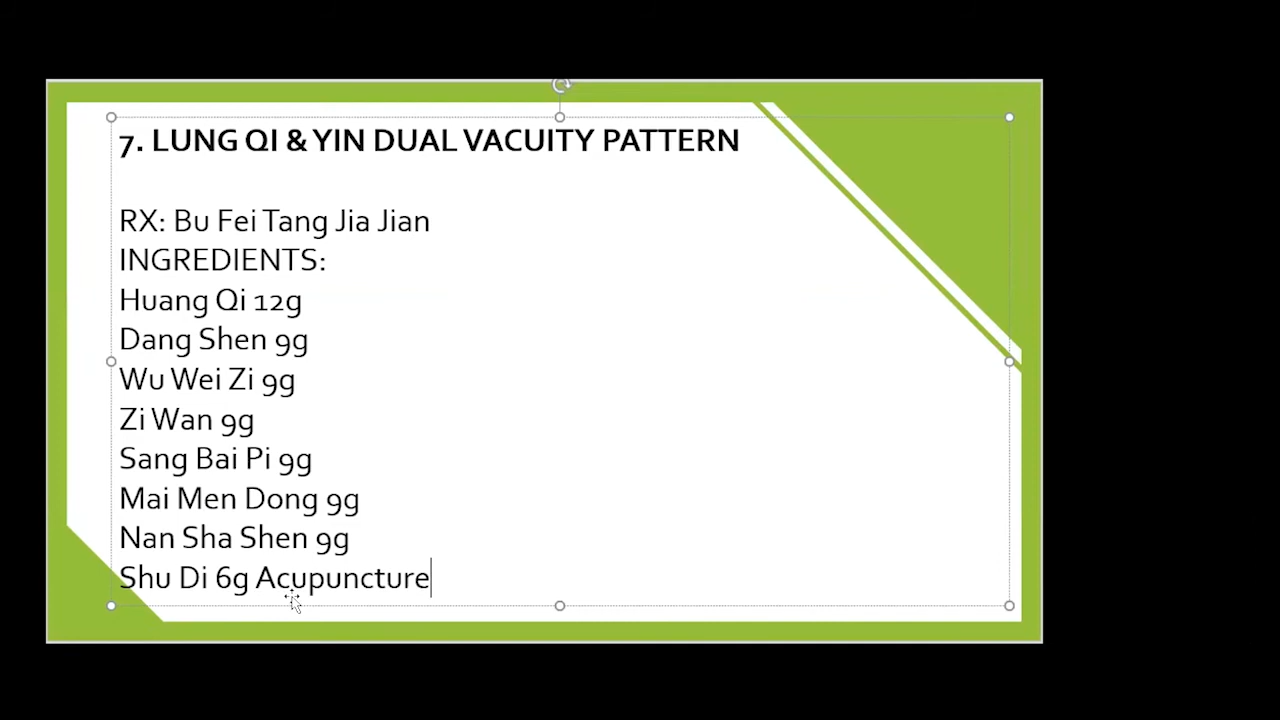 7. LUNG QI & YIN DUAL VACUITY PATTERN
RX: Bu Fei Tang Jia Jian
INGREDIENTS:
Huang Qi 12g
Dang Shen 9g
Wu Wei Zi 9g
Zi Wan 9g
Sang Bai Pi 9g
Mai Men Dong 9g
Nan Sha Shen 9g
Shu Di 6g Acupuncture